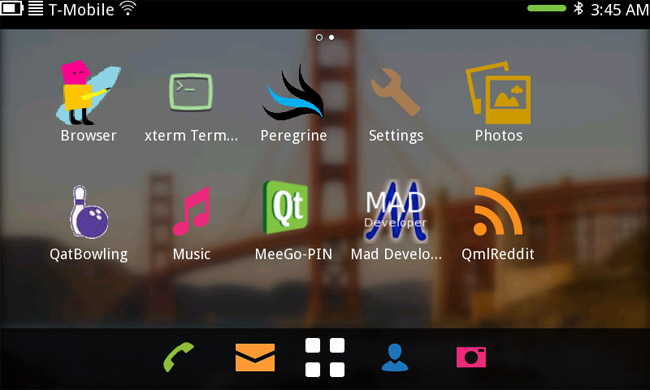 T-Mobile 3:45 AM
>_
Browser xterm Term... Peregrine Settings Photos
Qt MAD
Developer
M
QatBowling Music MeeGo-PIN Mad Develo... QmlReddit